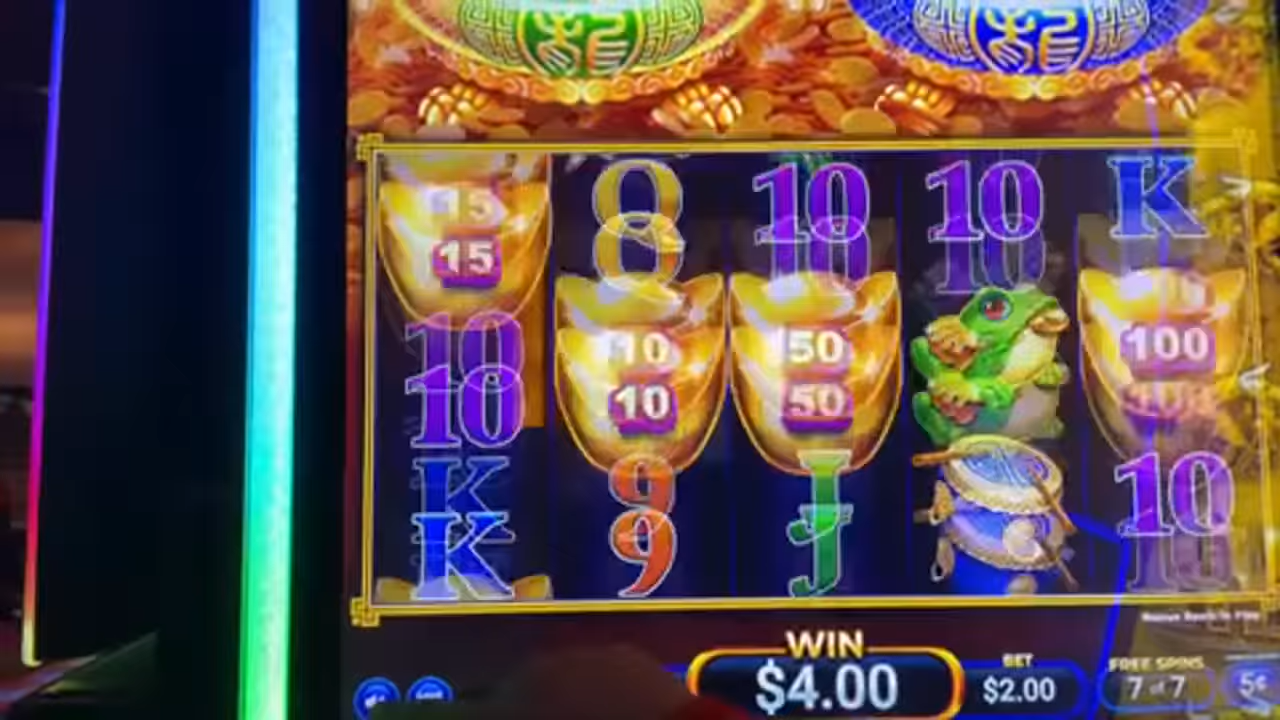 Q 10 10 K
15
15
10 50 100
10 50
10
10
K 9 J 10
K 9 J
WIN
$4.00
BET
$2.00
FREE SPINS
7 of 7
5¢